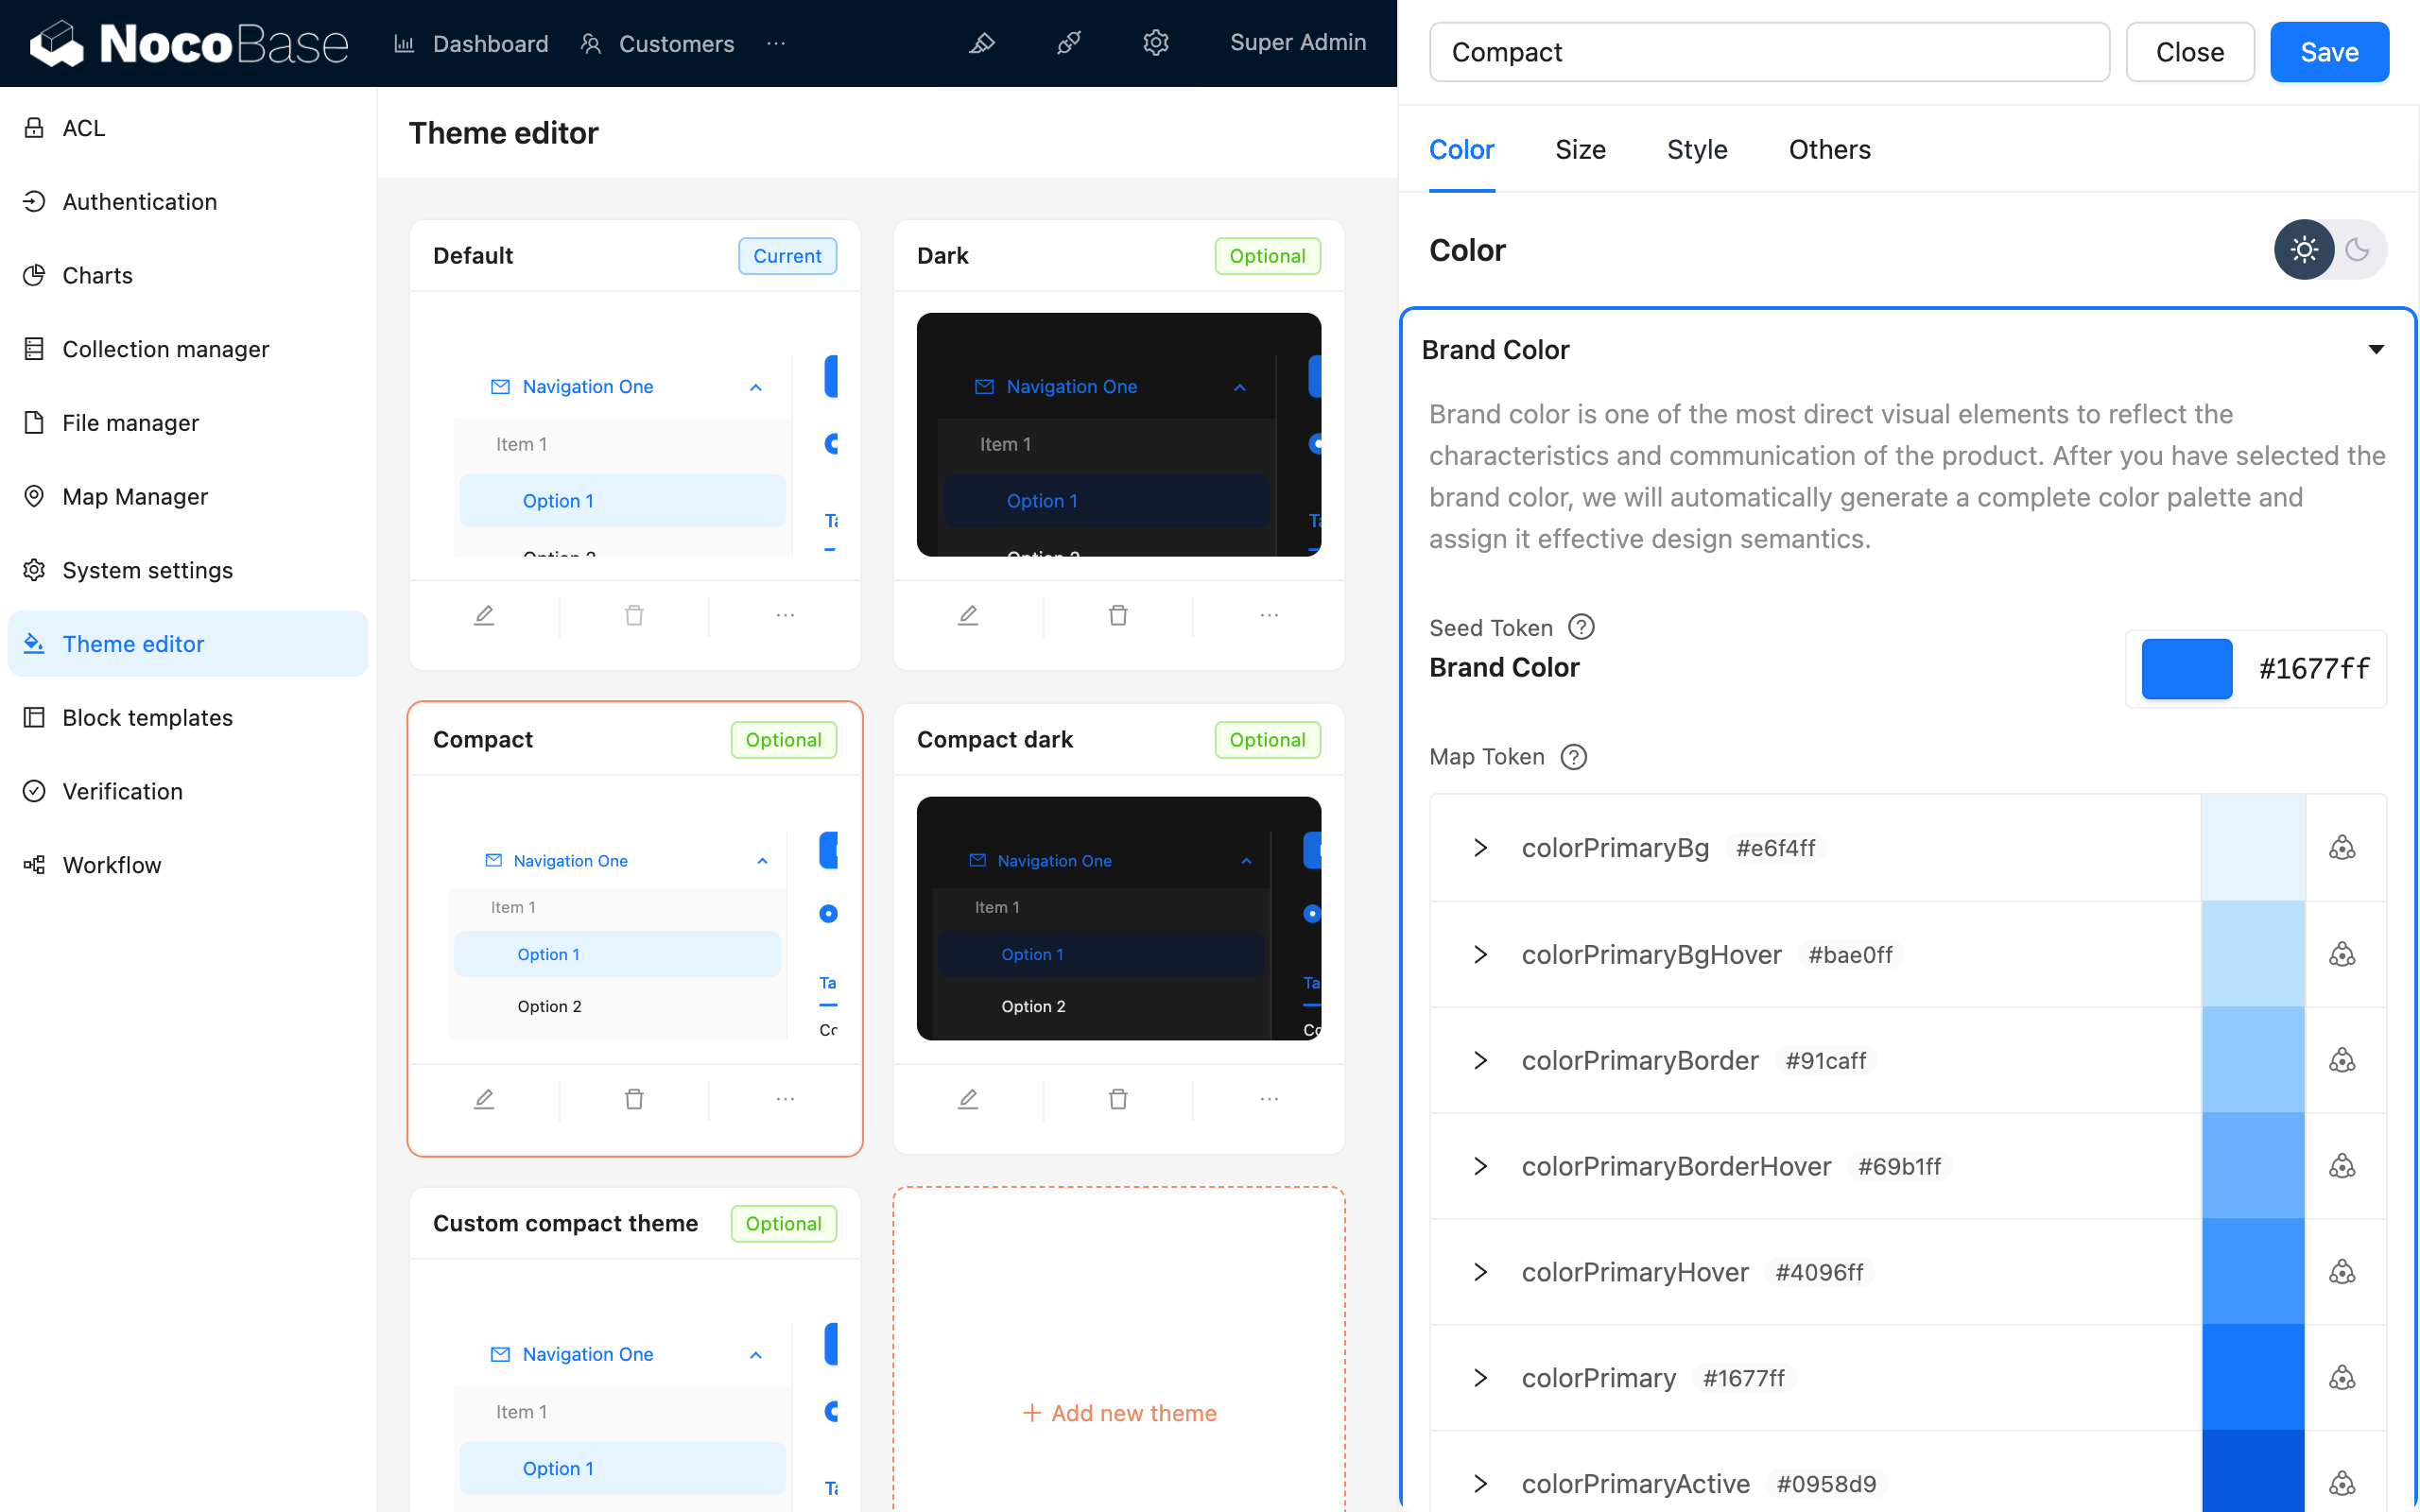 NocoBase
Dashboard
Customers
Super Admin
Compact
Close
Save
ACL
Authentication
Charts
Collection manager
File manager
Map Manager
System settings
Theme editor
Block templates
Verification
Workflow
Theme editor
Default
Current
Navigation One
Item 1
Option 1
Option 2
Dark
Optional
Navigation One
Item 1
Option 1
Option 2
Compact
Optional
Navigation One
Item 1
Option 1
Option 2
Compact dark
Optional
Navigation One
Item 1
Option 1
Option 2
Custom compact theme
Optional
Navigation One
Item 1
Option 1
+ Add new theme
Color
Size
Style
Others
Color
Brand Color
Brand color is one of the most direct visual elements to reflect the
characteristics and communication of the product. After you have selected the
brand color, we will automatically generate a complete color palette and
assign it effective design semantics.
Seed Token
Brand Color
#1677ff
Map Token
colorPrimaryBg #e6f4ff
colorPrimaryBgHover #bae0ff
colorPrimaryBorder #91caff
colorPrimaryBorderHover #69b1ff
colorPrimaryHover #4096ff
colorPrimary #1677ff
colorPrimaryActive #0958d9